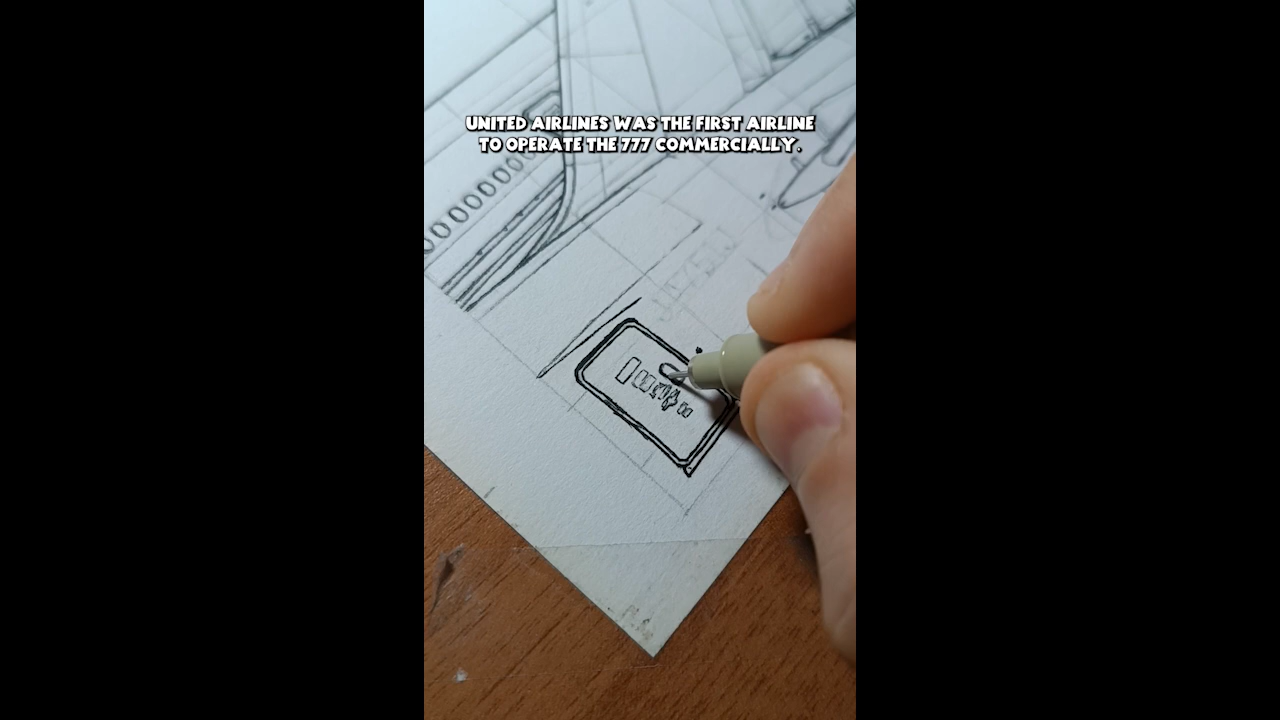 UNITED AIRLINES WAS THE FIRST AIRLINE
TO OPERATE THE 777 COMMERCIALLY.